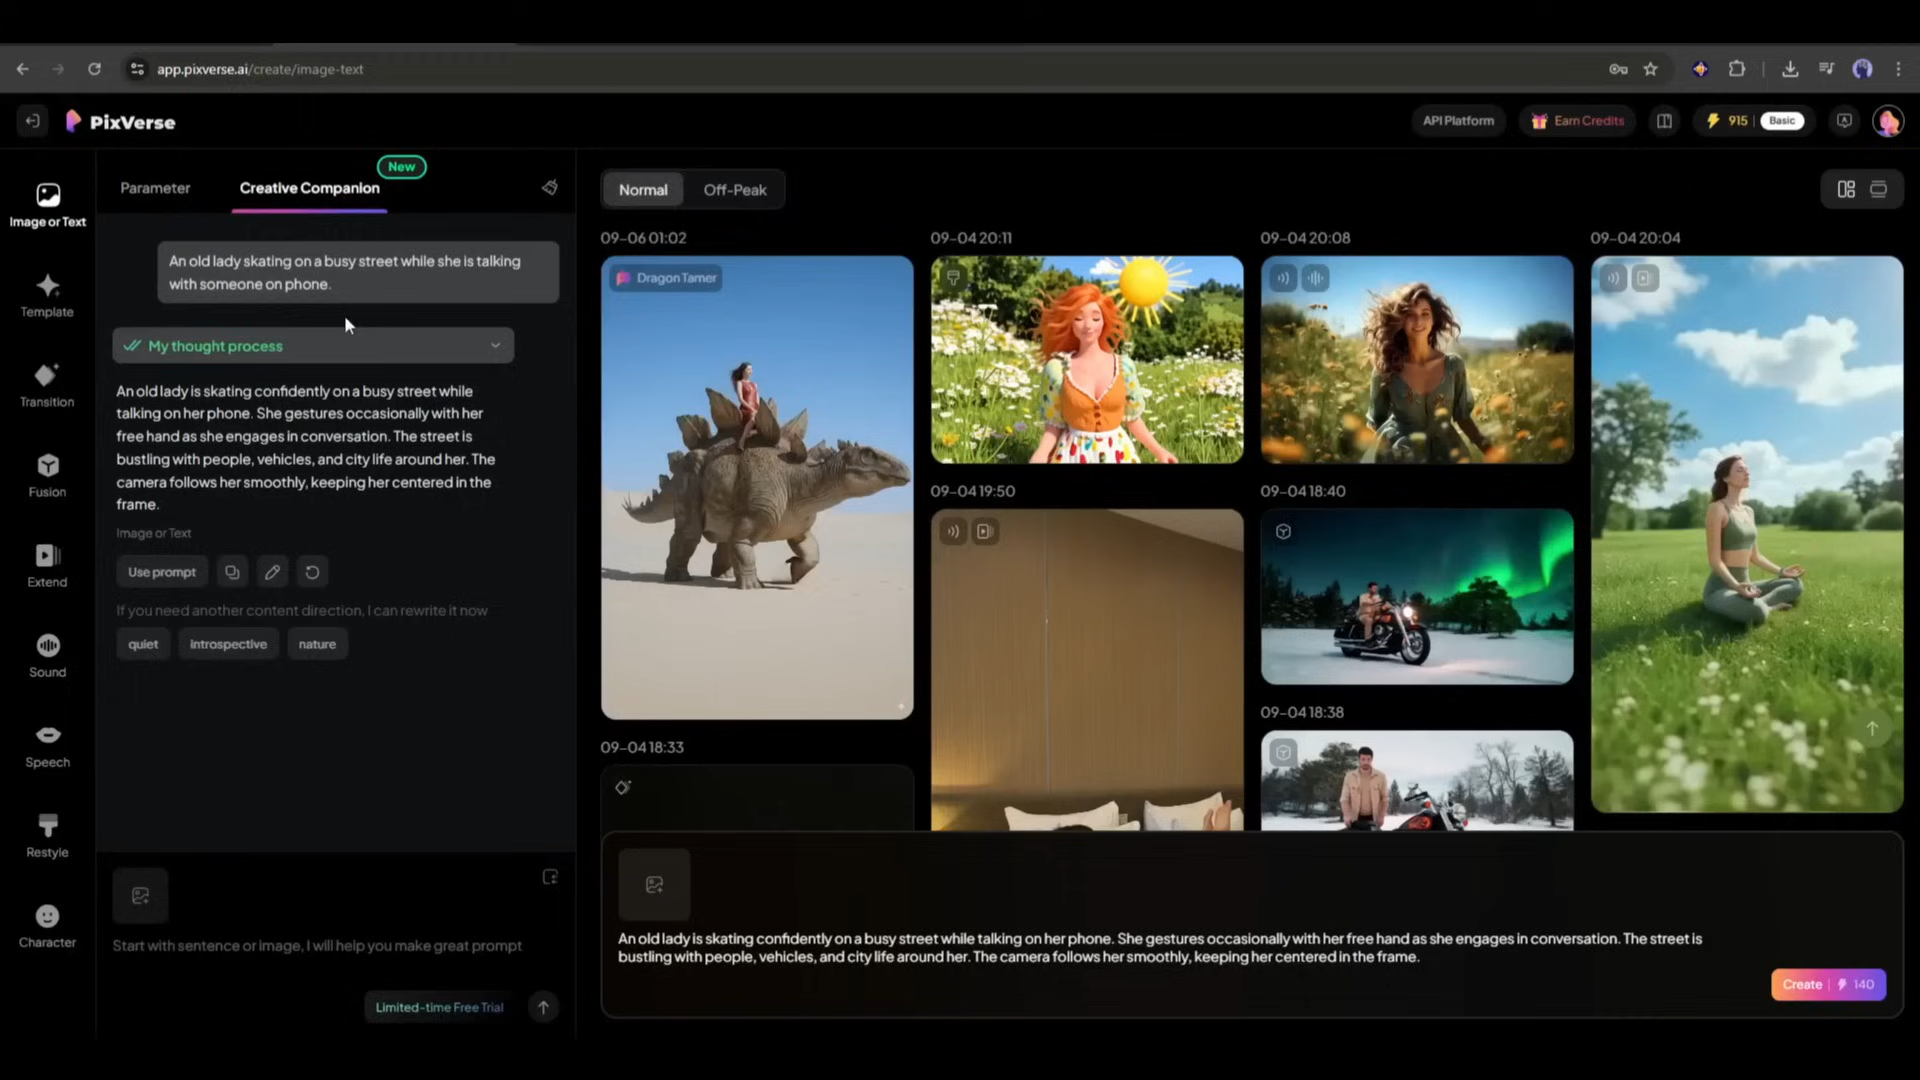 app.pixverse.ai/create/image-text
PixVerse
API Platform
Earn Credits
915
Basic
Image or Text
Template
Transition
Fusion
Extend
Sound
Speech
Restyle
Character
Parameter
Creative Companion
New
An old lady skating on a busy street while she is talking
with someone on phone.
My thought process
An old lady is skating confidently on a busy street while
talking on her phone. She gestures occasionally with her
free hand as she engages in conversation. The street is
bustling with people, vehicles, and city life around her. The
camera follows her smoothly, keeping her centered in the
frame.
Image or Text
Use prompt
If you need another content direction, I can rewrite it now
quiet
introspective
nature
Start with sentence or image, I will help you make great prompt
Limited-time Free Trial
Normal
Off-Peak
09-06 01:02
Dragon Tamer
09-04 20:11
09-04 20:08
09-04 20:04
09-04 19:50
09-04 18:40
09-04 18:38
09-04 18:33
An old lady is skating confidently on a busy street while talking on her phone. She gestures occasionally with her free hand as she engages in conversation. The street is
bustling with people, vehicles, and city life around her. The camera follows her smoothly, keeping her centered in the frame.
Create
140